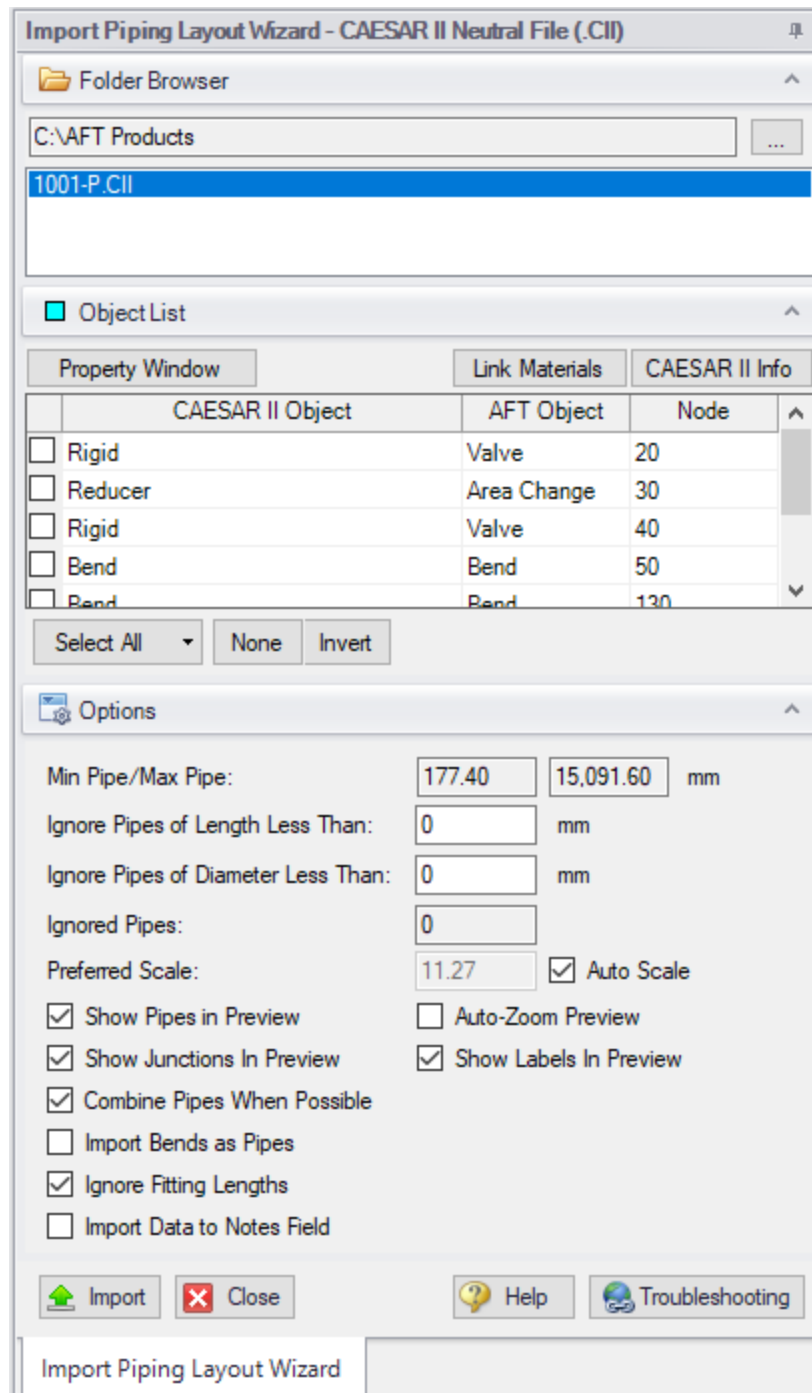 Import Piping Layout Wizard - CAESAR II Neutral File (.CII)
Folder Browser
C:\AFT Products
...
1001-P.CII
Object List
Property Window Link Materials CAESAR II Info
CAESAR II Object AFT Object Node
Rigid Valve 20
Reducer Area Change 30
Rigid Valve 40
Bend Bend 50
Bend Bend 130
Select All None Invert
Options
Min Pipe/Max Pipe: 177.40 15,091.60 mm
Ignore Pipes of Length Less Than: 0 mm
Ignore Pipes of Diameter Less Than: 0 mm
Ignored Pipes: 0
Preferred Scale: 11.27 Auto Scale
Show Pipes in Preview Auto-Zoom Preview
Show Junctions In Preview Show Labels In Preview
Combine Pipes When Possible
Import Bends as Pipes
Ignore Fitting Lengths
Import Data to Notes Field
Import Close Help Troubleshooting
Import Piping Layout Wizard